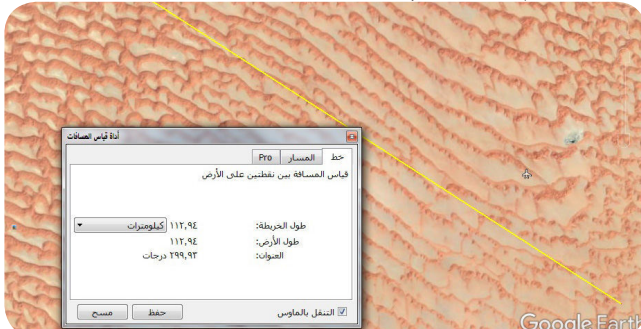 أداة قياس المسافات
خط المسار Pro
قياس المسافة بين نقطتين على الأرض
طول الخريطة: ١١٢,٩٤ كيلومترات
طول الأرض: ١١٢,٩٤
العنوان: ٢٩٩,٩٣ درجات
التنقل بالماوس حفظ مسح
Google Earth